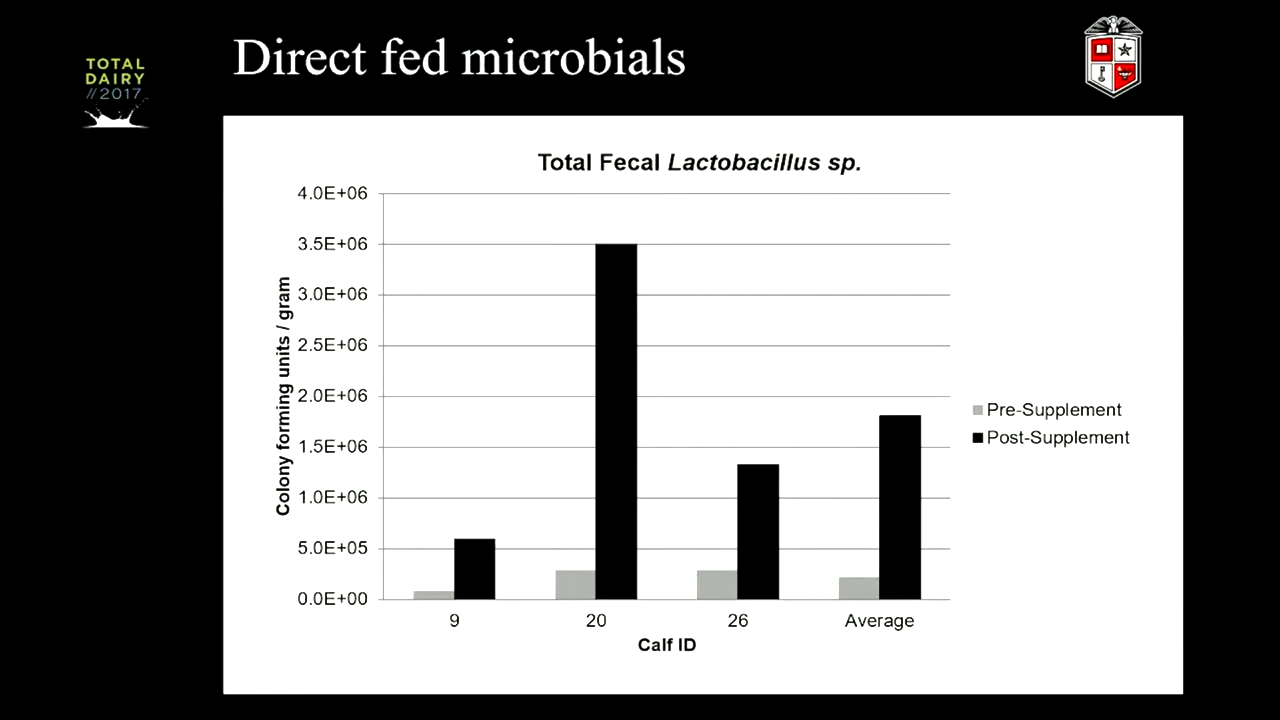 Direct fed microbials
TOTAL
DAIRY
//2017
Total Fecal Lactobacillus sp.
4.0E+06
3.5E+06
3.0E+06
2.5E+06
2.0E+06
1.5E+06
1.0E+06
5.0E+05
0.0E+00
Colony forming units / gram
9 20 26 Average
Calf ID
Pre-Supplement
Post-Supplement